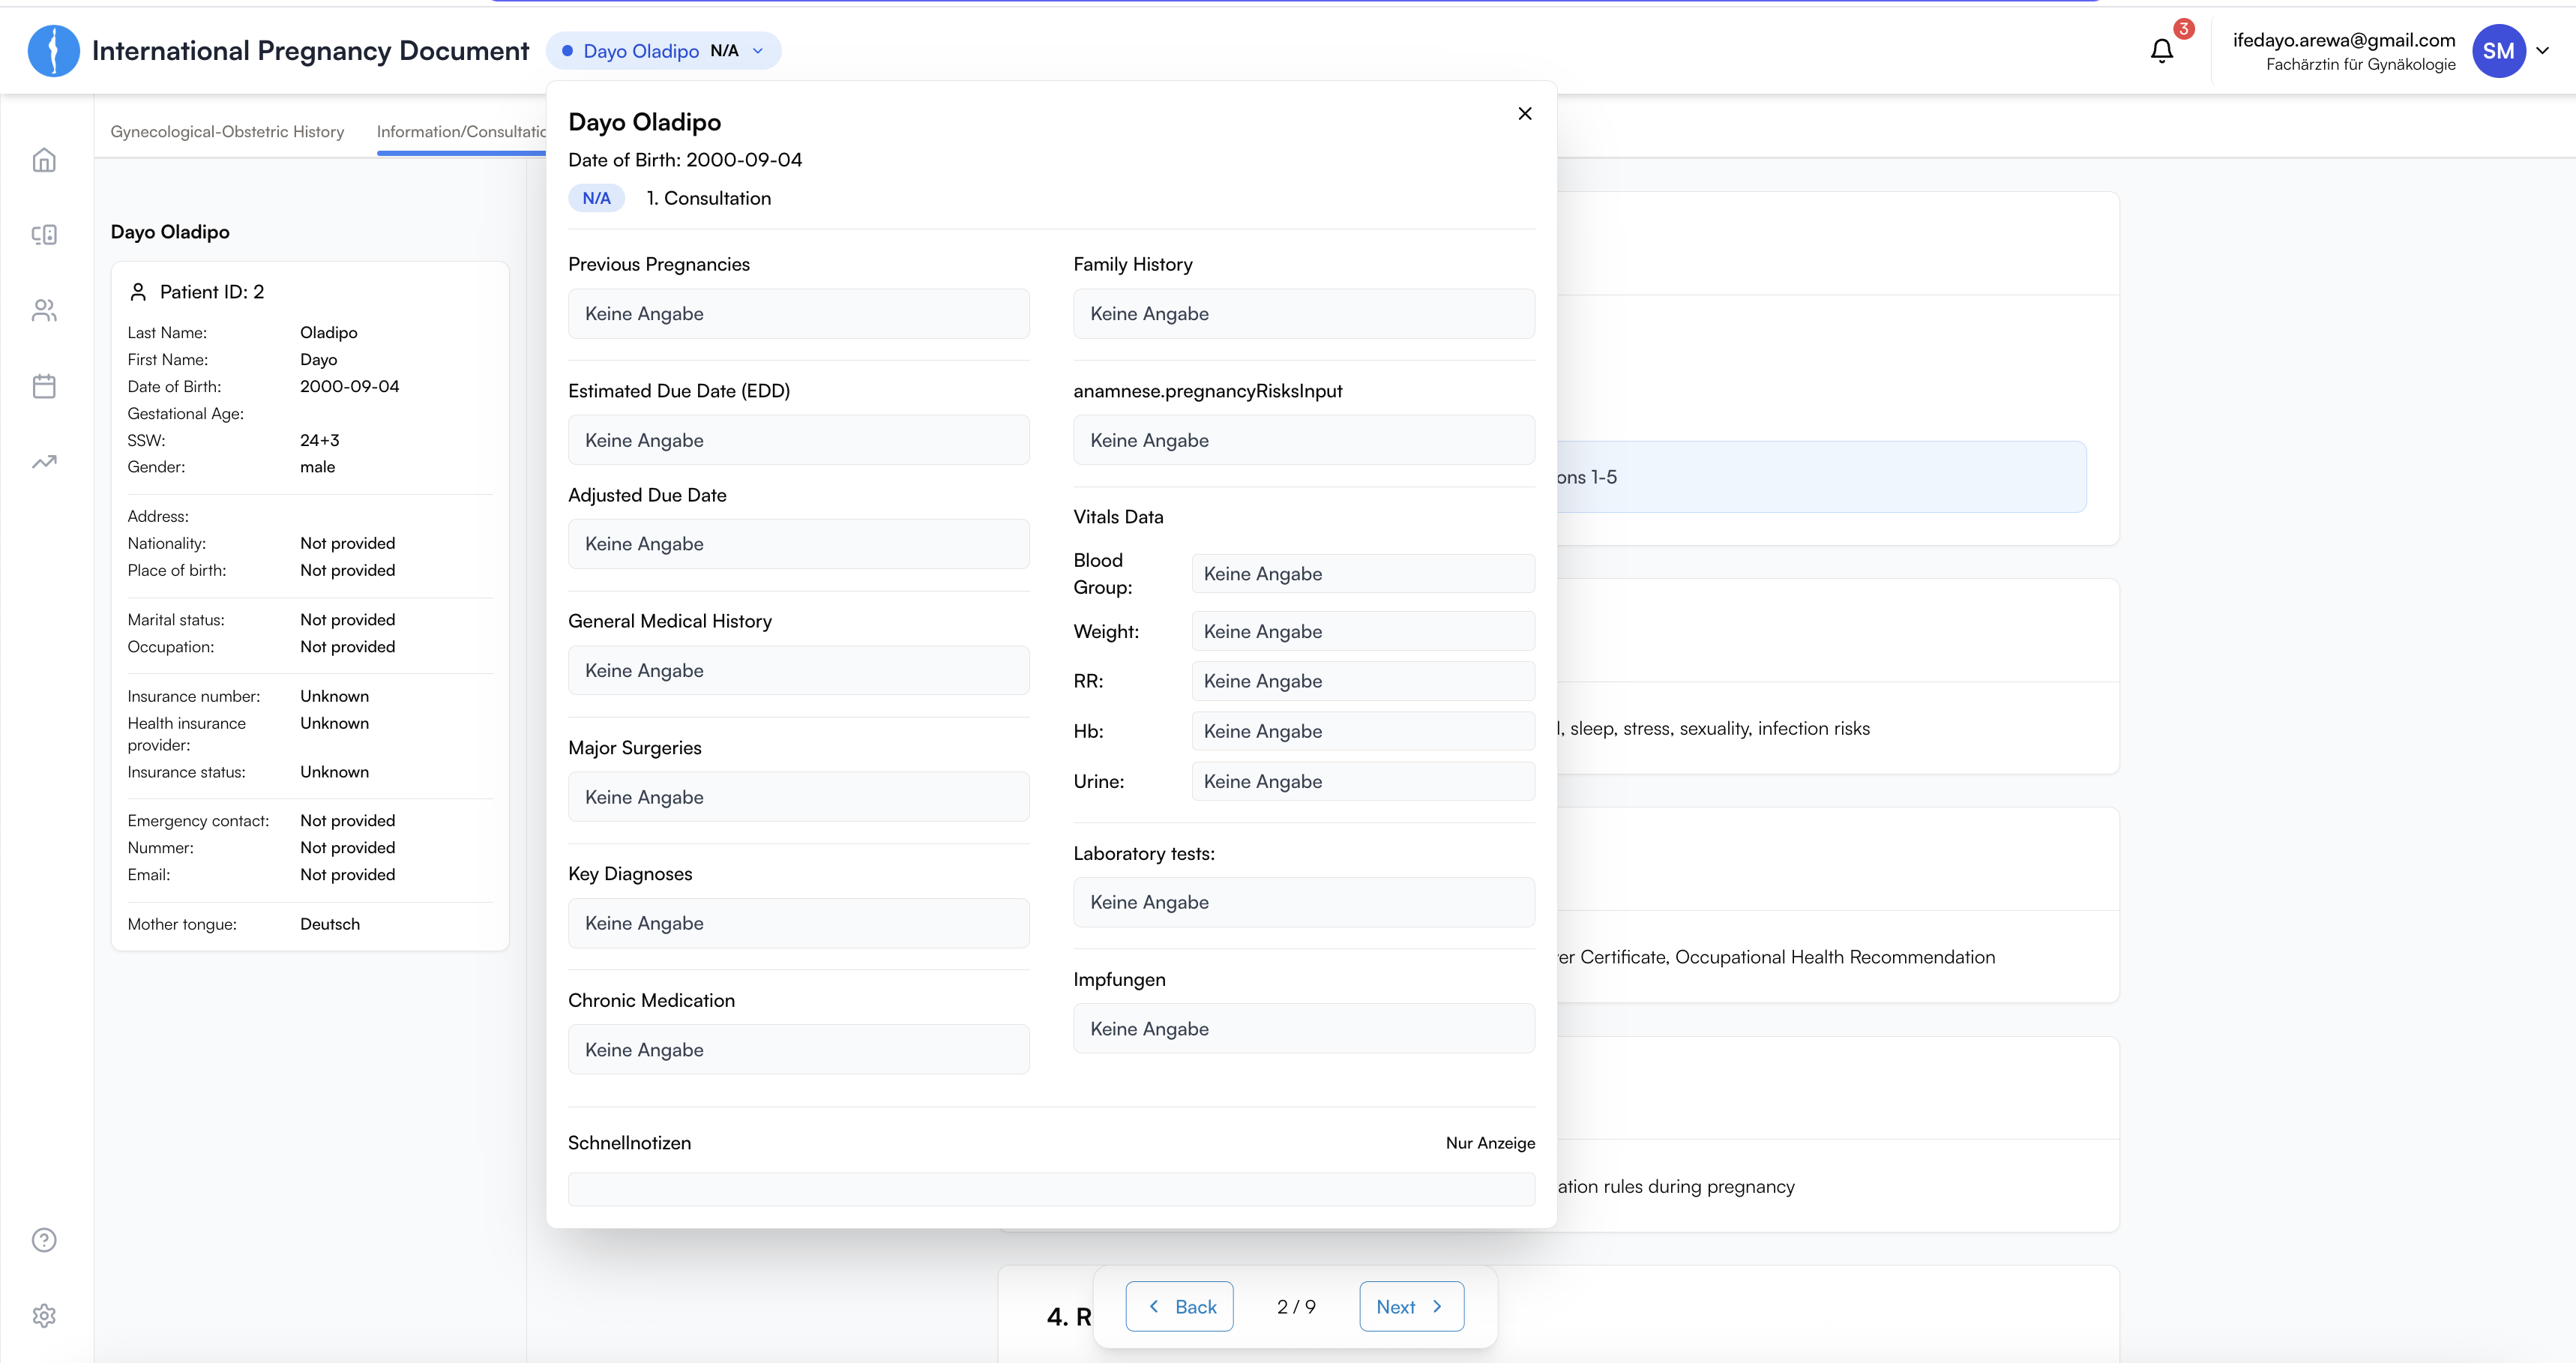 International Pregnancy Document
Dayo Oladipo N/A
3
ifedayo.arewa@gmail.com
Fachärztin für Gynäkologie
SM
Gynecological-Obstetric History
Dayo Oladipo
Patient ID: 2
Last Name: Oladipo
First Name: Dayo
Date of Birth: 2000-09-04
Gestational Age:
SSW: 24+3
Gender: male
Address:
Nationality: Not provided
Place of birth: Not provided
Marital status: Not provided
Occupation: Not provided
Insurance number: Unknown
Health insurance provider: Unknown
Insurance status: Unknown
Emergency contact: Not provided
Nummer: Not provided
Email: Not provided
Mother tongue: Deutsch
Dayo Oladipo
Date of Birth: 2000-09-04
N/A 1. Consultation
Previous Pregnancies
Keine Angabe
Estimated Due Date (EDD)
Keine Angabe
Adjusted Due Date
Keine Angabe
General Medical History
Keine Angabe
Major Surgeries
Keine Angabe
Key Diagnoses
Keine Angabe
Chronic Medication
Keine Angabe
Family History
Keine Angabe
anamnese.pregnancyRisksInput
Keine Angabe
Vitals Data
Blood
Group: Keine Angabe
Weight: Keine Angabe
RR: Keine Angabe
Hb: Keine Angabe
Urine: Keine Angabe
Laboratory tests:
Keine Angabe
Impfungen
Keine Angabe
Schnellnotizen Nur Anzeige
1-5
sleep, stress, sexuality, infection risks
Certificate, Occupational Health Recommendation
rules during pregnancy
4.
Back 2 / 9 Next